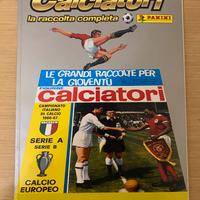 Calciatori
la raccolta completa
PANINI
LE GRANDI RACCOLTE PER
LA GIOVENTÙ
calciatori
CAMPIONATO
ITALIANO
DI CALCIO
1966-67
SERIE A
SERIE B
CALCIO
EUROPEO